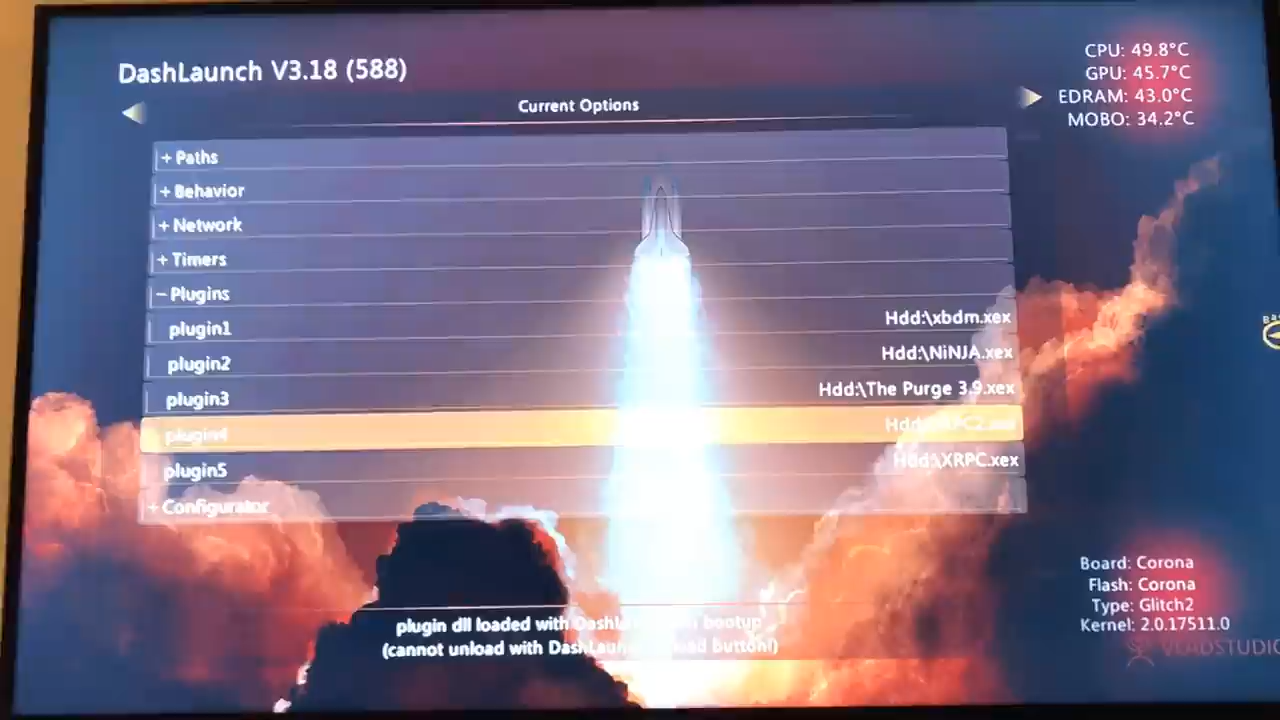 DashLaunch V3.18 (588)
CPU: 49.8°C
GPU: 45.7°C
EDRAM: 43.0°C
MOBO: 34.2°C
Current Options
+ Paths
+ Behavior
+ Network
+ Timers
− Plugins
plugin1 Hdd:\xbdm.xex
plugin2 Hdd:\NiNJA.xex
plugin3 Hdd:\The Purge 3.9.xex
plugin4
plugin5 Hdd:\XRPC.xex
+ Configurator
Board: Corona
Flash: Corona
Type: Glitch2
Kernel: 2.0.17511.0
plugin dll loaded with bootup
(cannot unload with button!)